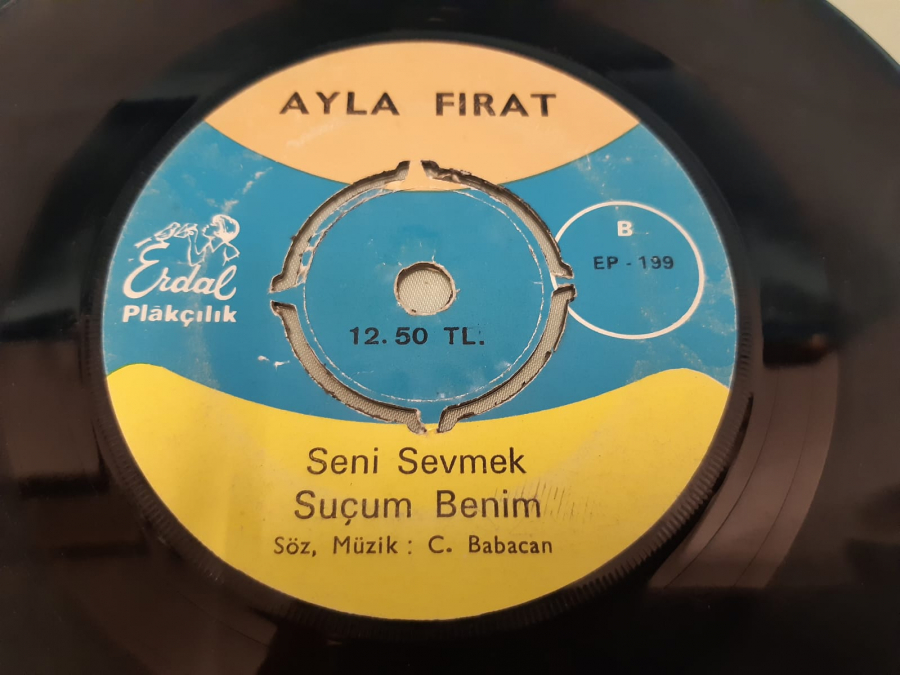 AYLA FIRAT
Erdal
Plâkçılık
B
EP - 199
12.50 TL.
Seni Sevmek
Suçum Benim
Söz, Müzik : C. Babacan